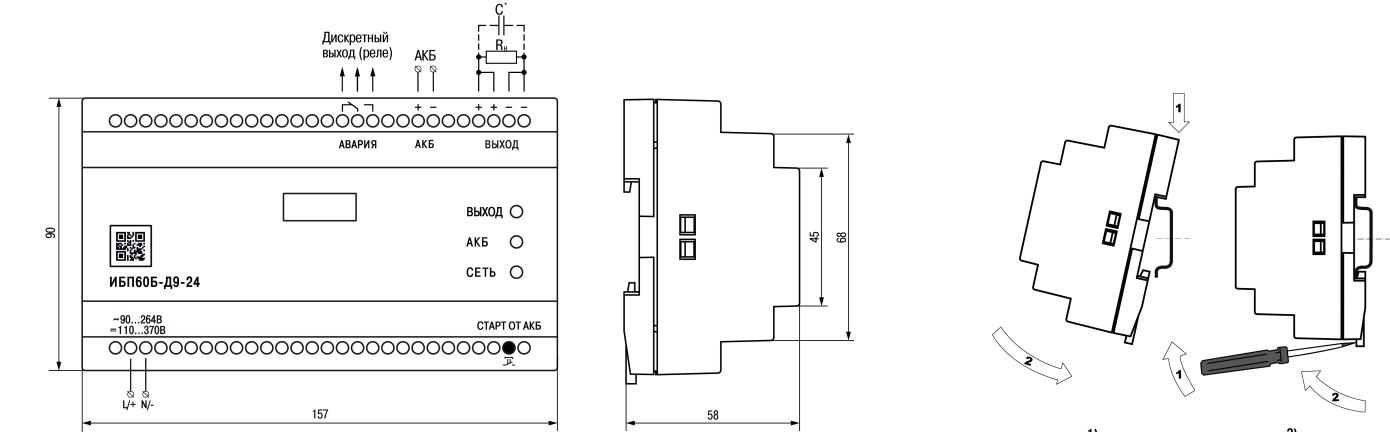 C*
Rн
Дискретный
выход (реле)
АКБ
+ − + + − −
АВАРИЯ АКБ ВЫХОД
ВЫХОД
АКБ
СЕТЬ
ИБП60Б-Д9-24
~90...264В
=110...370В
СТАРТ ОТ АКБ
L/+ N/-
90
157
58
45
68
1
2
1
2
1) 2)